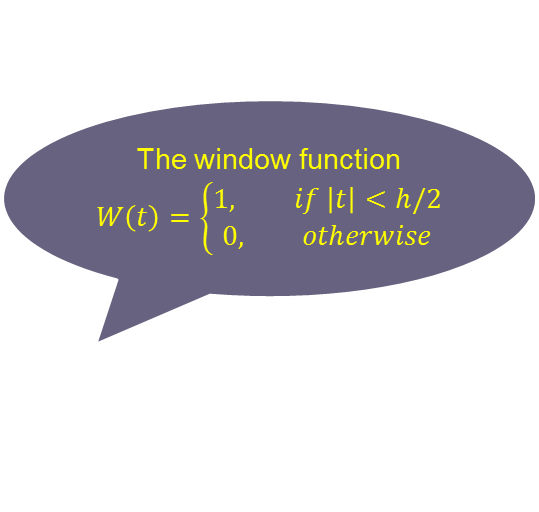 The window function
W(t) = {1, if |t| < h/2
0, otherwise